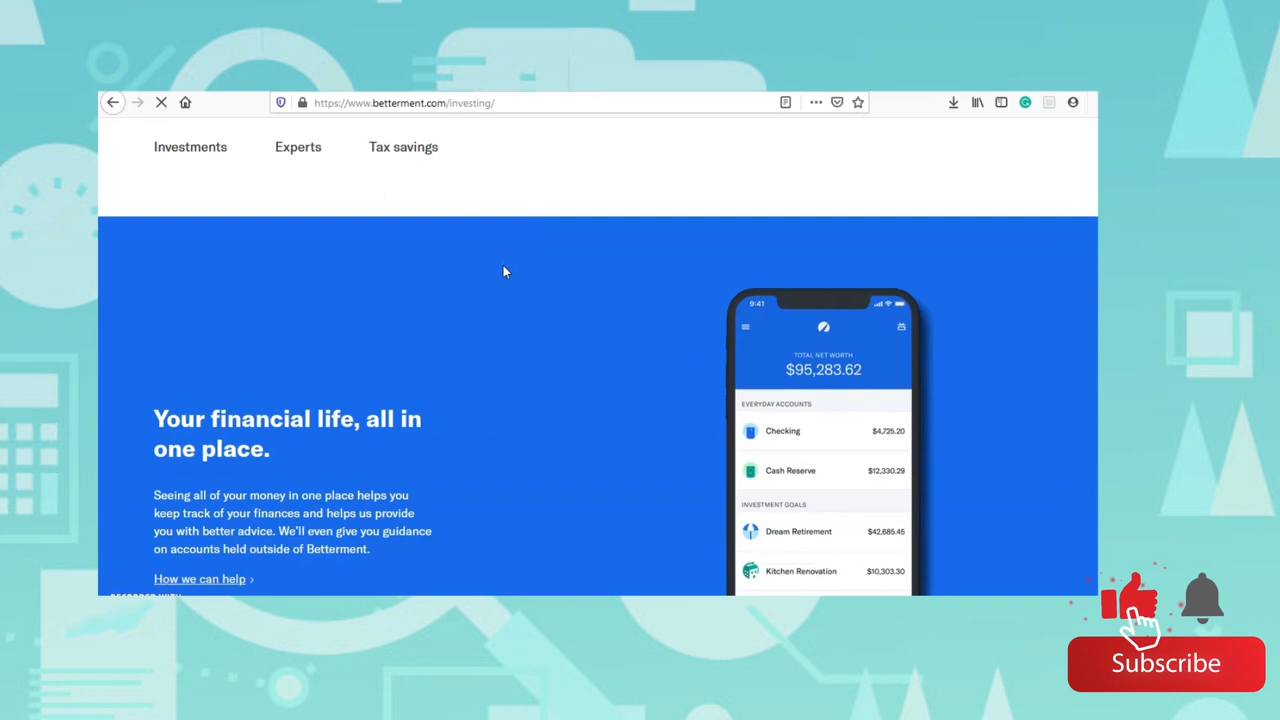 https://www.betterment.com/investing/
Investments Experts Tax savings
9:41
TOTAL NET WORTH
$95,283.62
EVERYDAY ACCOUNTS
Checking $4,725.20
Cash Reserve $12,330.29
INVESTMENT GOALS
Dream Retirement $42,685.45
Kitchen Renovation $10,303.30
Your financial life, all in
one place.
Seeing all of your money in one place helps you
keep track of your finances and helps us provide
you with better advice. We'll even give you guidance
on accounts held outside of Betterment.
How we can help ›
RECORDED WITH
Subscribe